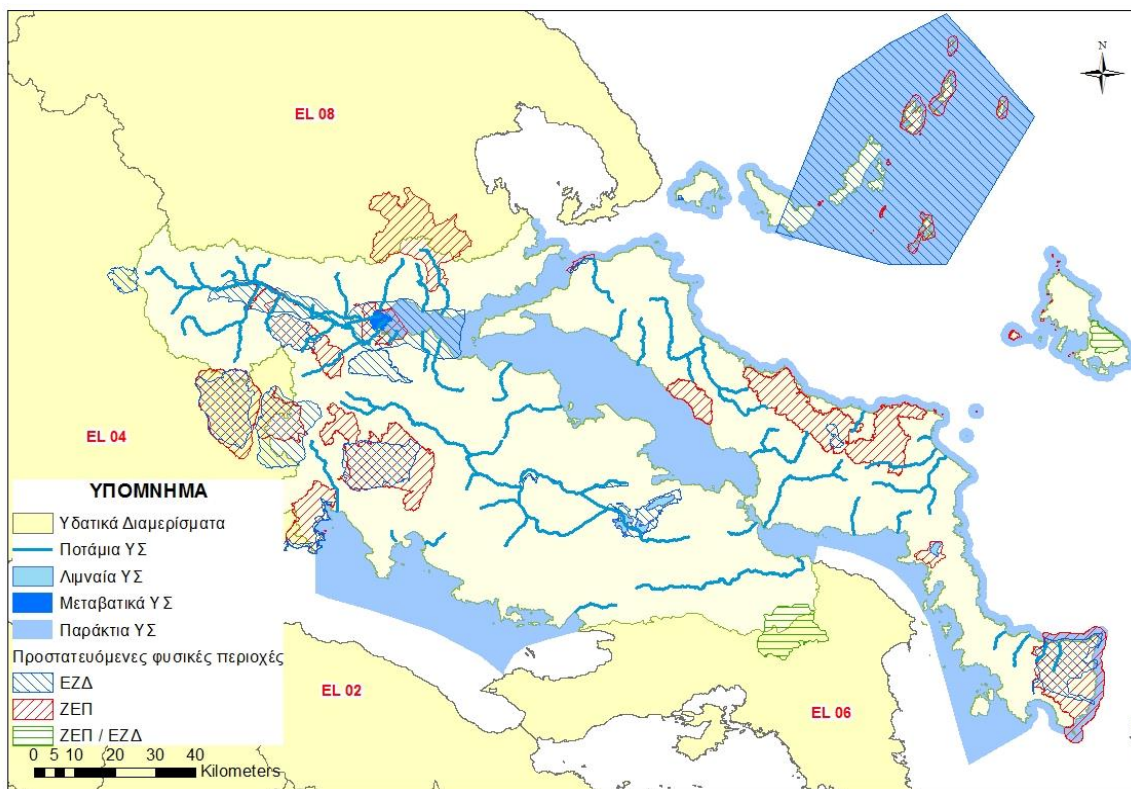 N
EL 08
EL 04
EL 02
EL 06
ΥΠΟΜΝΗΜΑ
Υδατικά Διαμερίσματα
Ποτάμια ΥΣ
Λιμναία ΥΣ
Μεταβατικά ΥΣ
Παράκτια ΥΣ
Προστατευόμενες φυσικές περιοχές
ΕΖΔ
ΖΕΠ
ΖΕΠ / ΕΖΔ
0 5 10 20 30 40
Kilometers